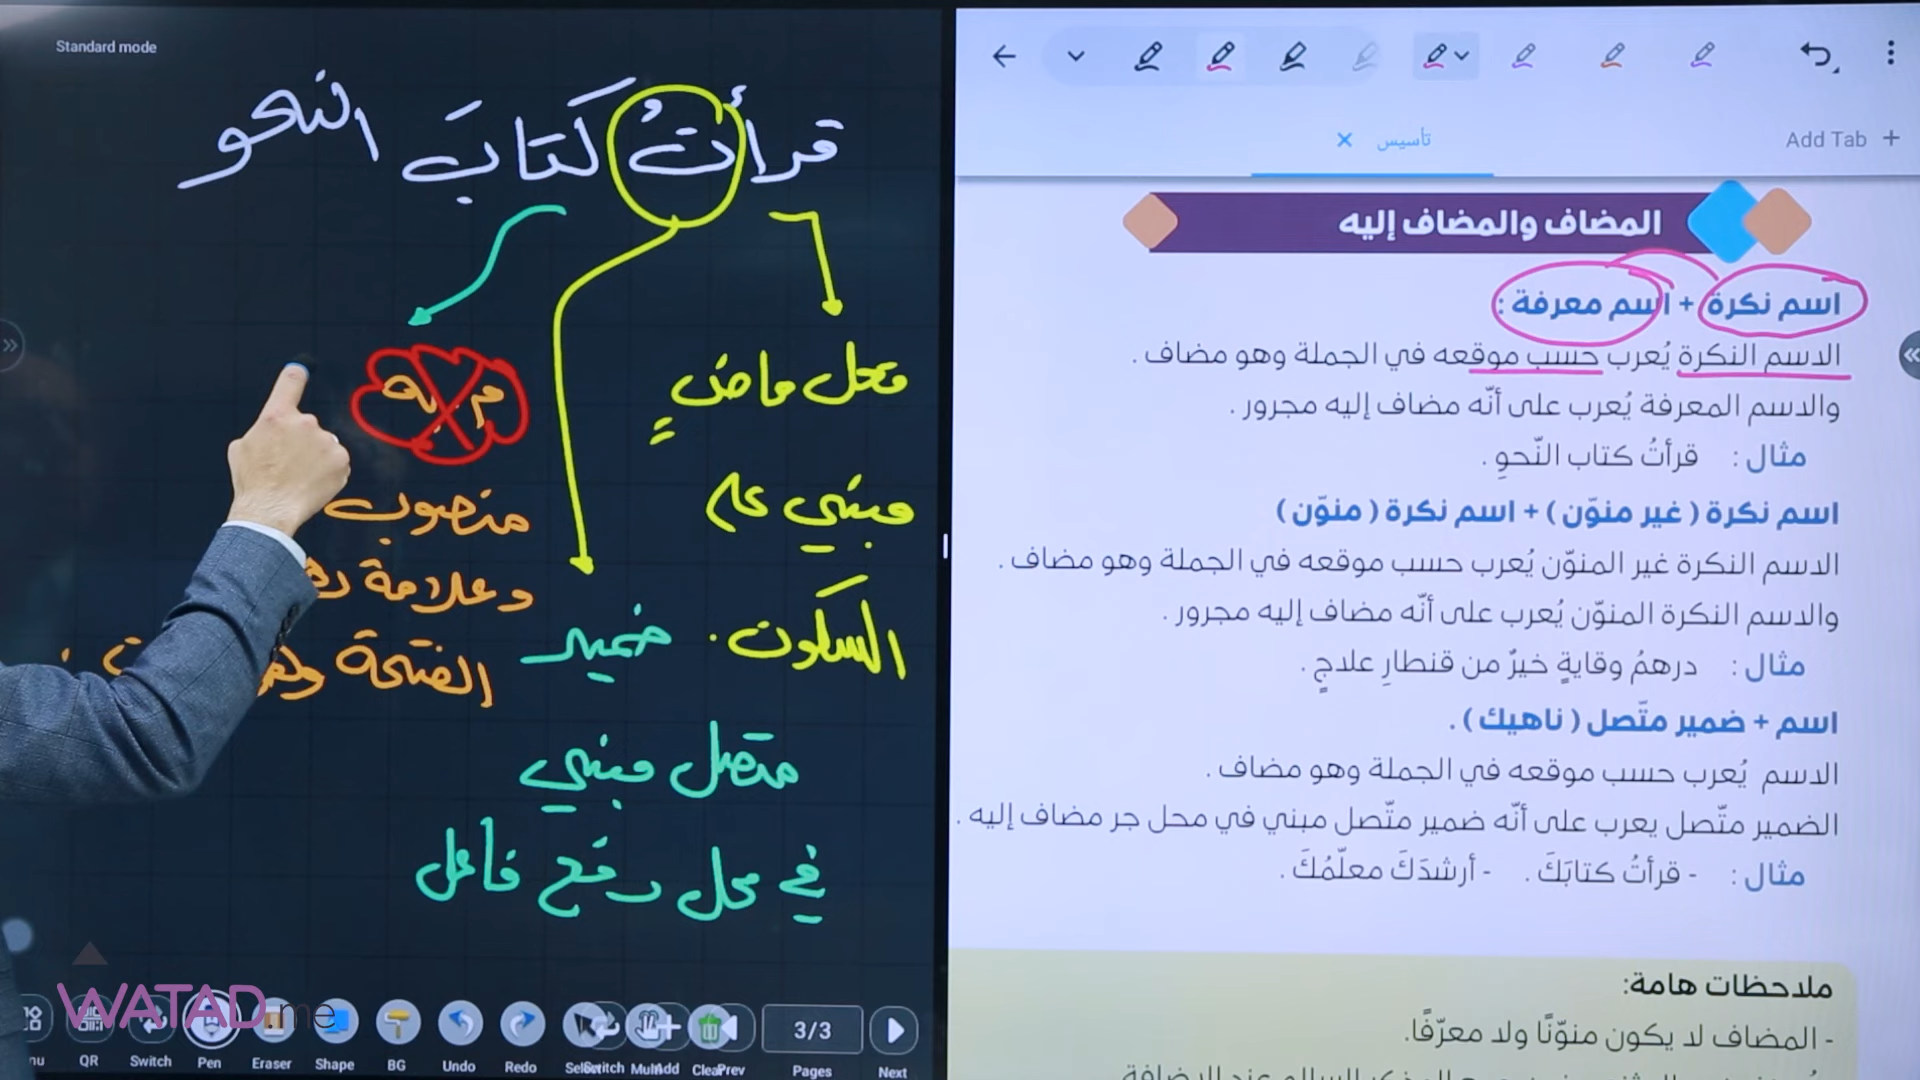 Standard mode
قرأتُ كتابَ النحو
فعل ماضٍ
مبني على
السكون.
ضمير
متصل مبني
في محل رفع فاعل
م. به
منصوب
وعلامة
الفتحة
تأسيس
Add Tab +
المضاف والمضاف إليه
اسم نكرة + اسم معرفة :
الاسم النكرة يُعرب حسب موقعه في الجملة وهو مضاف .
والاسم المعرفة يُعرب على أنّه مضاف إليه مجرور .
مثال : قرأتُ كتاب النّحوِ .
اسم نكرة ( غير منوّن ) + اسم نكرة ( منوّن )
الاسم النكرة غير المنوّن يُعرب حسب موقعه في الجملة وهو مضاف .
والاسم النكرة المنوّن يُعرب على أنّه مضاف إليه مجرور .
مثال : درهمُ وقايةٍ خيرٌ من قنطارِ علاجٍ .
اسم + ضمير متّصل ( ناهيك ) .
الاسم يُعرب حسب موقعه في الجملة وهو مضاف .
الضمير متّصل يعرب على أنّه ضمير متّصل مبني في محل جر مضاف إليه .
مثال : - قرأتُ كتابَكَ . - أرشدَكَ معلّمُكَ .
ملاحظات هامة:
- المضاف لا يكون منوّنًا ولا معرّفًا.
WATAD.me
QR
Switch
Pen
Eraser
Shape
BG
Undo
Redo
Switch
Add
Prev
3/3
Pages
Next